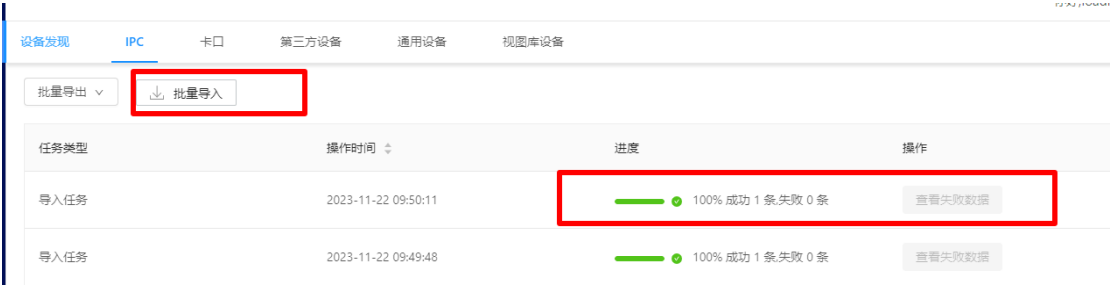 设备发现 IPC 卡口 第三方设备 通用设备 视图库设备
批量导出 批量导入
任务类型 操作时间 进度 操作
导入任务 2023-11-22 09:50:11 100% 成功 1 条,失败 0 条 查看失败数据
导入任务 2023-11-22 09:49:48 100% 成功 1 条,失败 0 条 查看失败数据